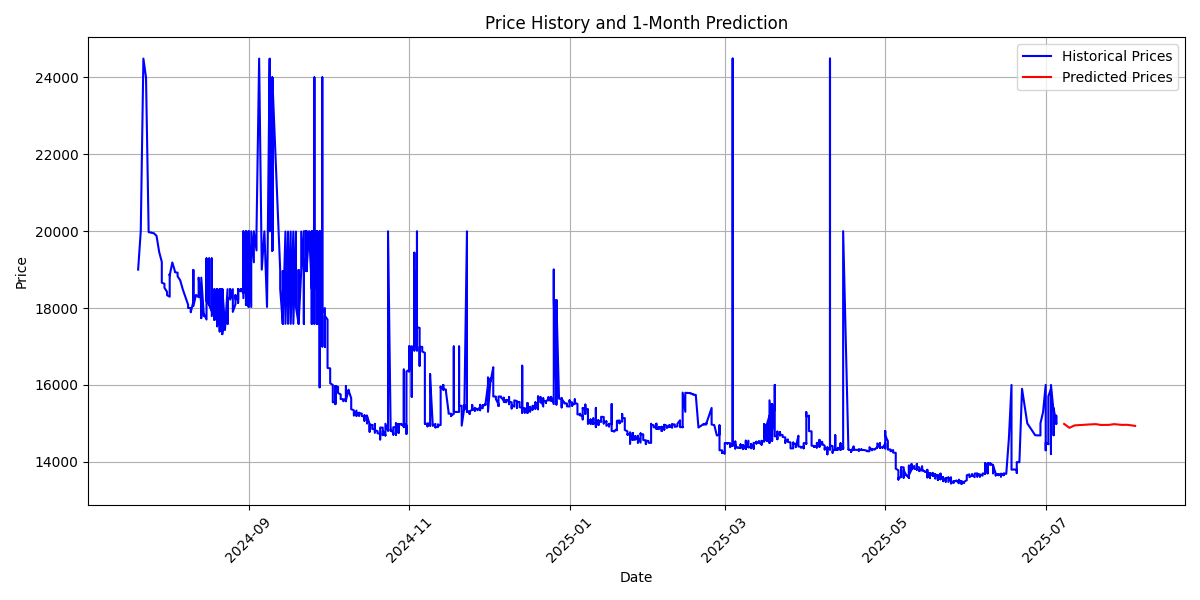 Price History and 1-Month Prediction
Historical Prices
Predicted Prices
24000
22000
20000
18000
16000
14000
Price
2024-09
2024-11
2025-01
2025-03
2025-05
2025-07
Date